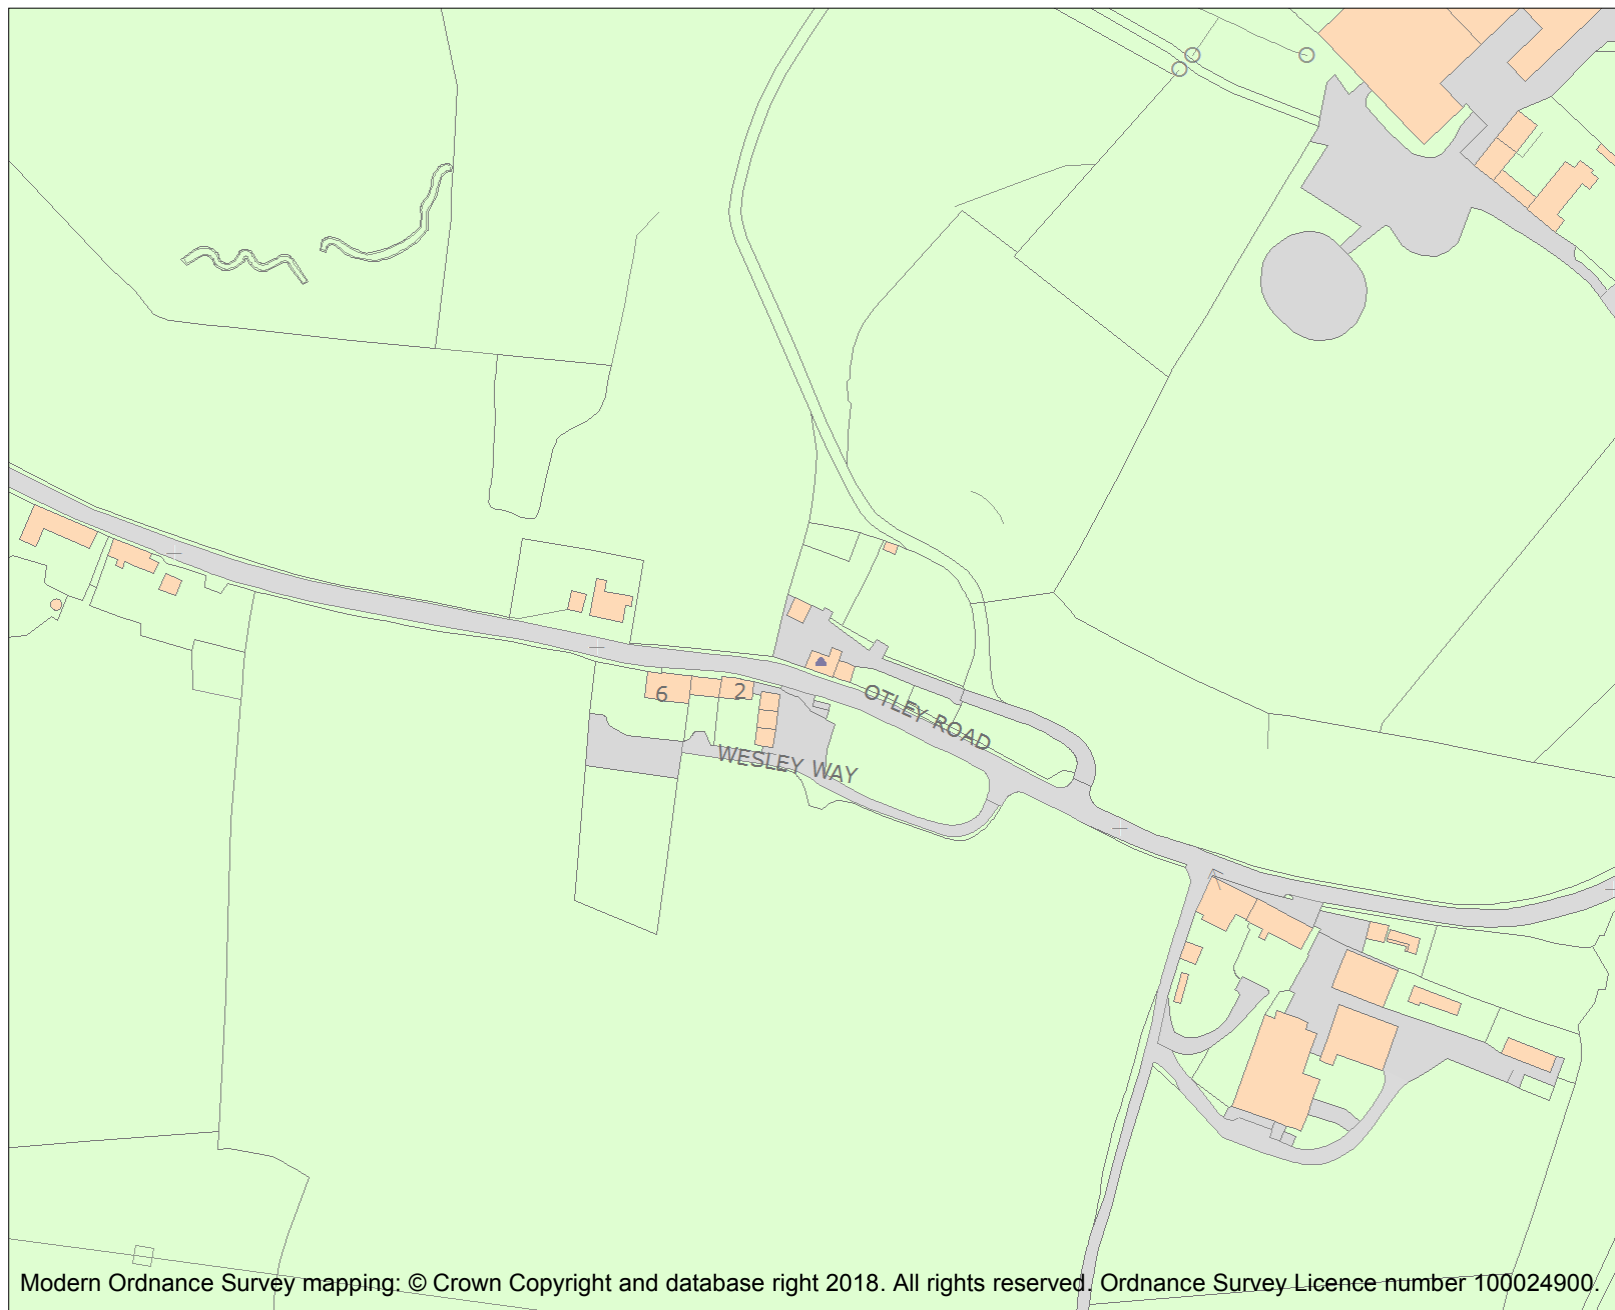 6
2
OTLEY ROAD
WESLEY WAY
Modern Ordnance Survey mapping: © Crown Copyright and database right 2018. All rights reserved. Ordnance Survey Licence number 100024900.